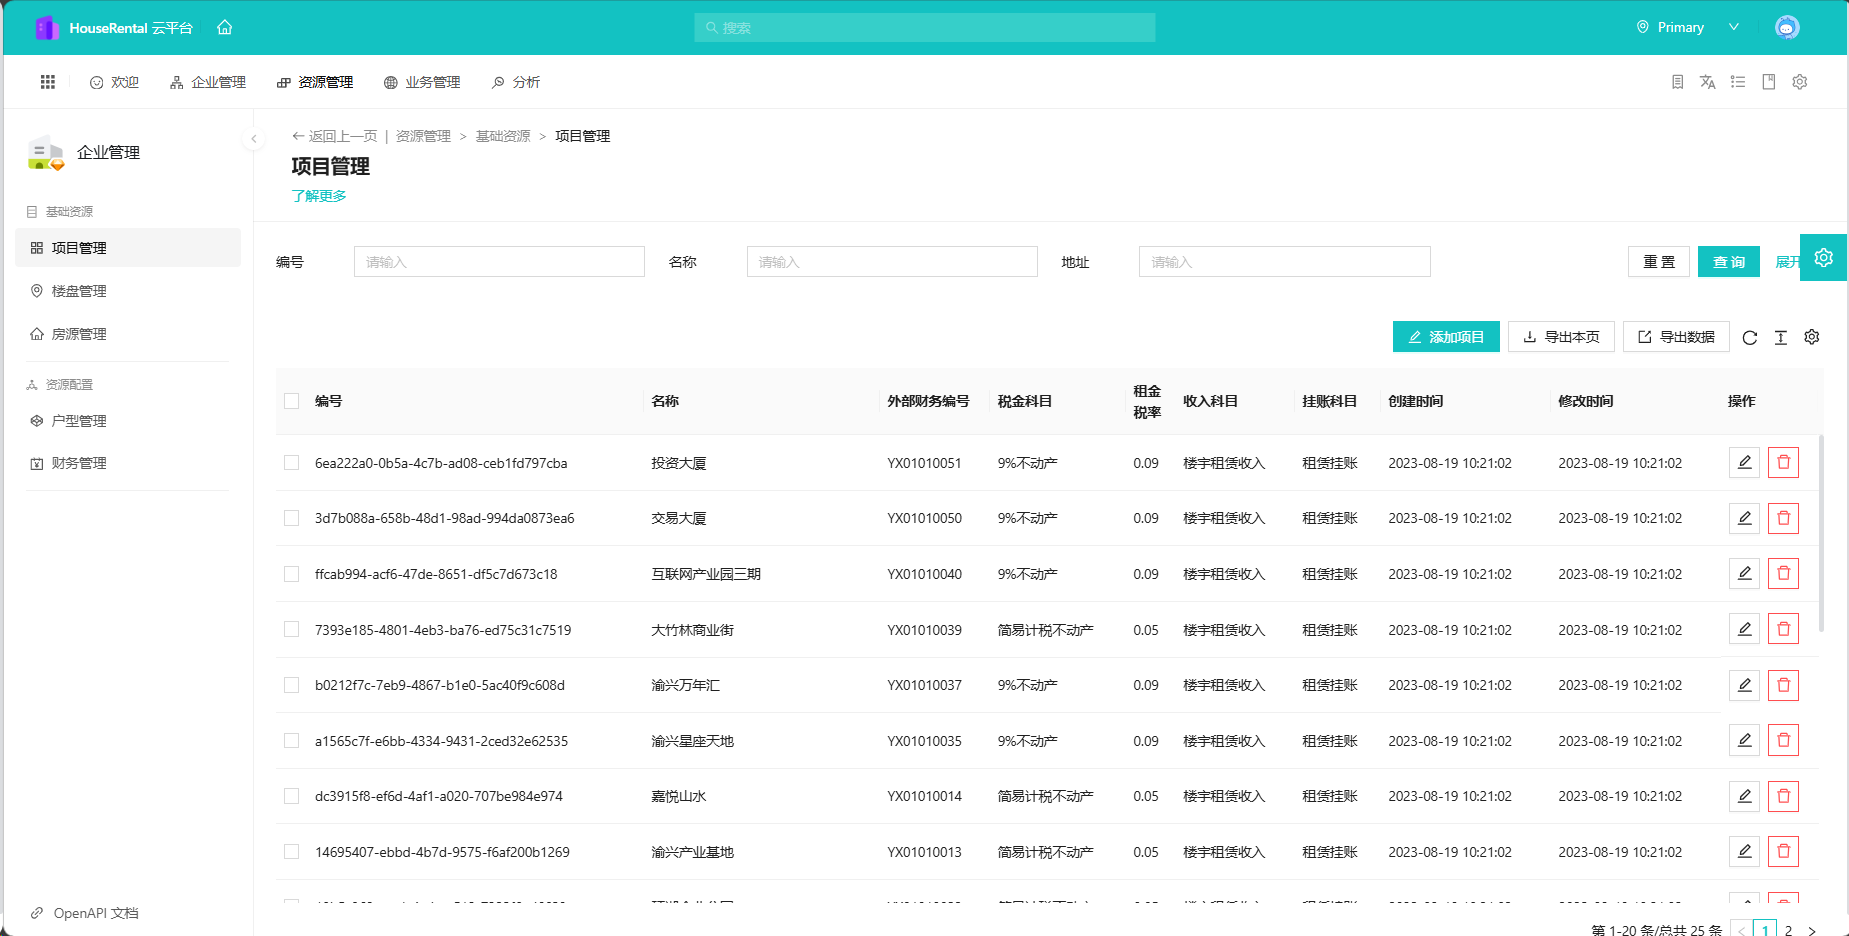 HouseRental 云平台
搜索
Primary
欢迎
企业管理
资源管理
业务管理
分析
企业管理
基础资源
项目管理
楼盘管理
房源管理
资源配置
户型管理
财务管理
OpenAPI 文档
返回上一页 | 资源管理 > 基础资源 > 项目管理
项目管理
了解更多
编号 请输入 名称 请输入 地址 请输入 重 置 查 询 展开
添加项目 导出本页 导出数据
编号 名称 外部财务编号 税金科目 租金税率 收入科目 挂账科目 创建时间 修改时间 操作
6ea222a0-0b5a-4c7b-ad08-ceb1fd797cba 投资大厦 YX01010051 9%不动产 0.09 楼宇租赁收入 租赁挂账 2023-08-19 10:21:02 2023-08-19 10:21:02
3d7b088a-658b-48d1-98ad-994da0873ea6 交易大厦 YX01010050 9%不动产 0.09 楼宇租赁收入 租赁挂账 2023-08-19 10:21:02 2023-08-19 10:21:02
ffcab994-acf6-47de-8651-df5c7d673c18 互联网产业园三期 YX01010040 9%不动产 0.09 楼宇租赁收入 租赁挂账 2023-08-19 10:21:02 2023-08-19 10:21:02
7393e185-4801-4eb3-ba76-ed75c31c7519 大竹林商业街 YX01010039 简易计税不动产 0.05 楼宇租赁收入 租赁挂账 2023-08-19 10:21:02 2023-08-19 10:21:02
b0212f7c-7eb9-4867-b1e0-5ac40f9c608d 渝兴万年汇 YX01010037 9%不动产 0.09 楼宇租赁收入 租赁挂账 2023-08-19 10:21:02 2023-08-19 10:21:02
a1565c7f-e6bb-4334-9431-2ced32e62535 渝兴星座天地 YX01010035 9%不动产 0.09 楼宇租赁收入 租赁挂账 2023-08-19 10:21:02 2023-08-19 10:21:02
dc3915f8-ef6d-4af1-a020-707be984e974 嘉悦山水 YX01010014 简易计税不动产 0.05 楼宇租赁收入 租赁挂账 2023-08-19 10:21:02 2023-08-19 10:21:02
14695407-ebbd-4b7d-9575-f6af200b1269 渝兴产业基地 YX01010013 简易计税不动产 0.05 楼宇租赁收入 租赁挂账 2023-08-19 10:21:02 2023-08-19 10:21:02
第 1-20 条/总共 25 条 < 1 2 >